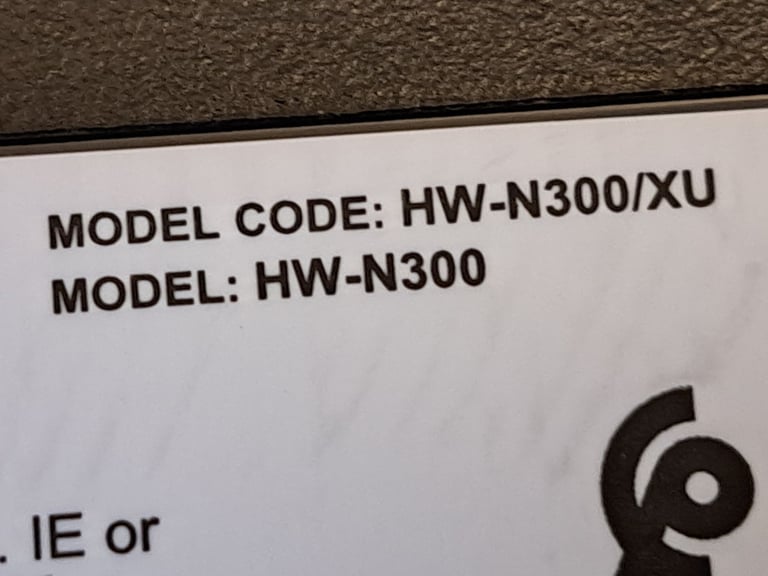 MODEL CODE: HW-N300/XU
MODEL: HW-N300
. IE or